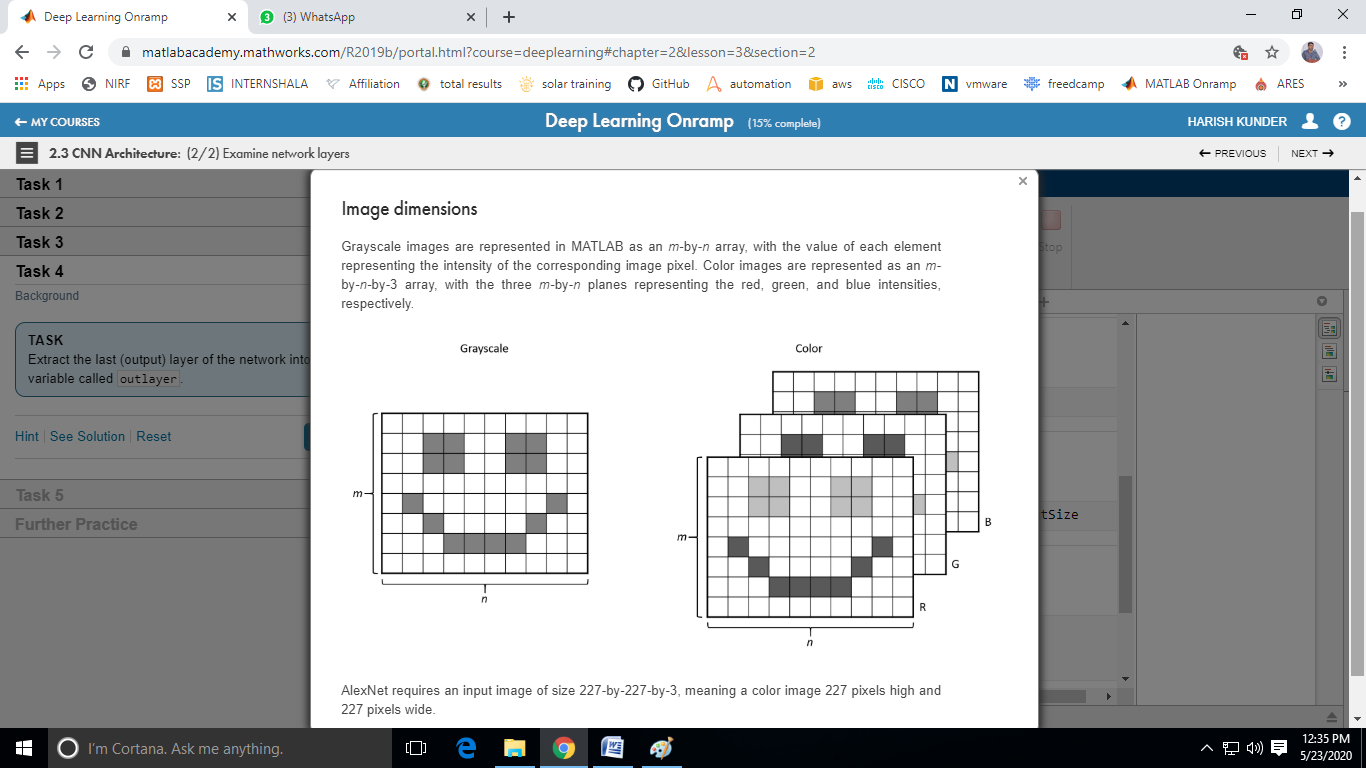 Deep Learning Onramp
3
(3) WhatsApp
matlabacademy.mathworks.com/R2019b/portal.html?course=deeplearning#chapter=2&lesson=3&section=2
Apps NIRF SSP INTERNSHALA Affiliation total results solar training GitHub automation aws CISCO vmware freedcamp MATLAB Onramp ARES »
MY COURSES
Deep Learning Onramp (15% complete)
HARISH KUNDER
2.3 CNN Architecture: (2/2) Examine network layers
PREVIOUS
NEXT
Task 1
Task 2
Task 3
Task 4
Background
TASK
Extract the last (output) layer of the network into
variable called outlayer.
Hint | See Solution | Reset
Task 5
Further Practice
Image dimensions
Grayscale images are represented in MATLAB as an m-by-n array, with the value of each element
representing the intensity of the corresponding image pixel. Color images are represented as an m-
by-n-by-3 array, with the three m-by-n planes representing the red, green, and blue intensities,
respectively.
Grayscale
m
n
Color
m
n
R
G
B
AlexNet requires an input image of size 227-by-227-by-3, meaning a color image 227 pixels high and
227 pixels wide.
Stop
tSize
I'm Cortana. Ask me anything.
12:35 PM
5/23/2020